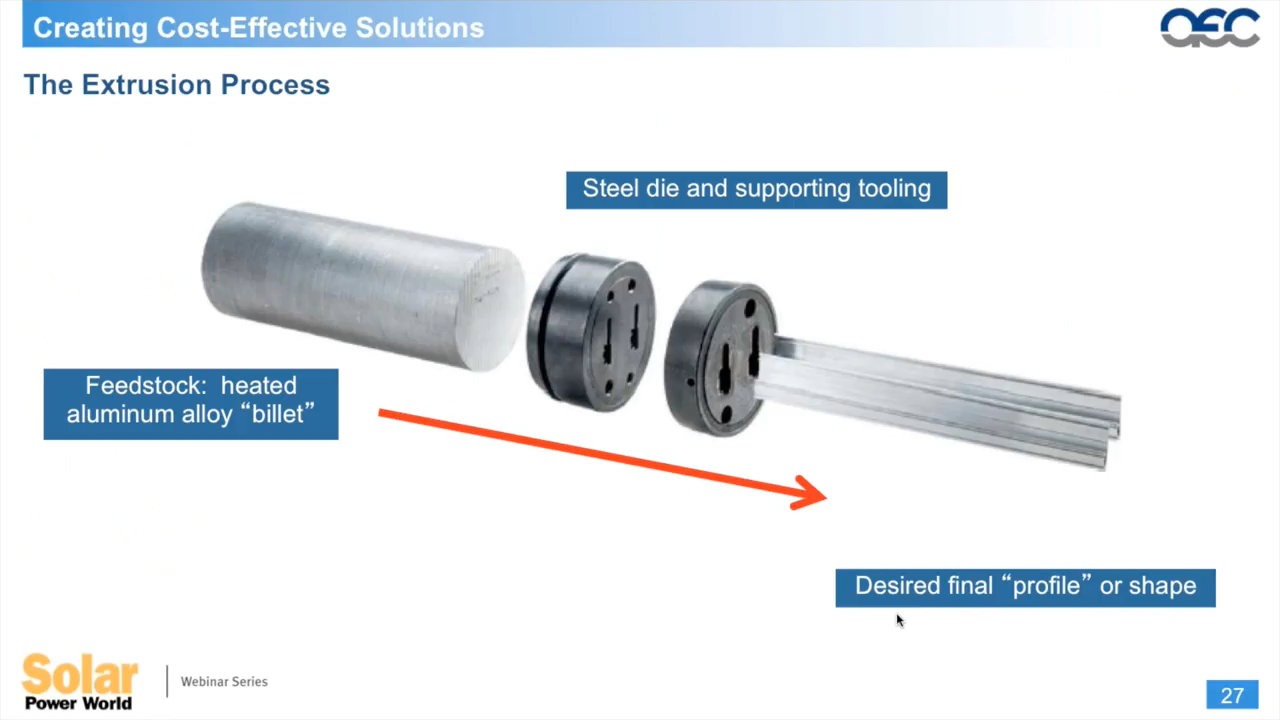 Creating Cost-Effective Solutions
aec
The Extrusion Process
Steel die and supporting tooling
Feedstock:  heated
aluminum alloy “billet”
Desired final “profile” or shape
Solar
Power World
Webinar Series
27